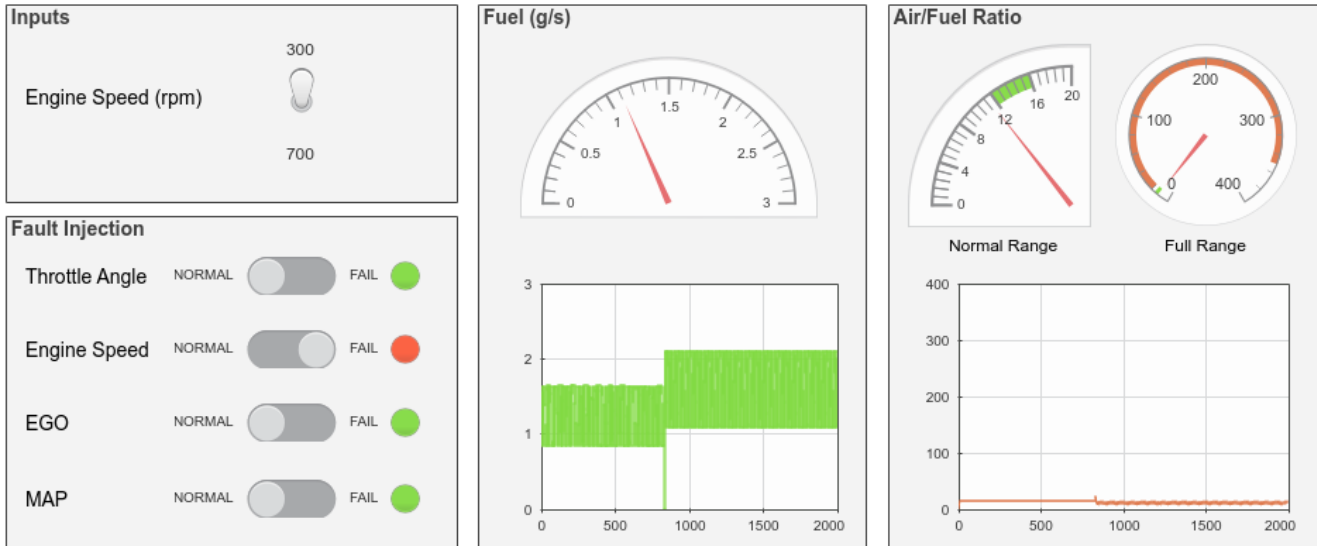 Inputs
300
Engine Speed (rpm)
700
Fault Injection
Throttle Angle NORMAL FAIL
Engine Speed NORMAL FAIL
EGO NORMAL FAIL
MAP NORMAL FAIL
Fuel (g/s)
0 0.5 1 1.5 2 2.5 3
3
2
1
0
0 500 1000 1500 2000
Air/Fuel Ratio
0 4 8 12 16 20
Normal Range
0 100 200 300 400
Full Range
400
300
200
100
0
0 500 1000 1500 2000